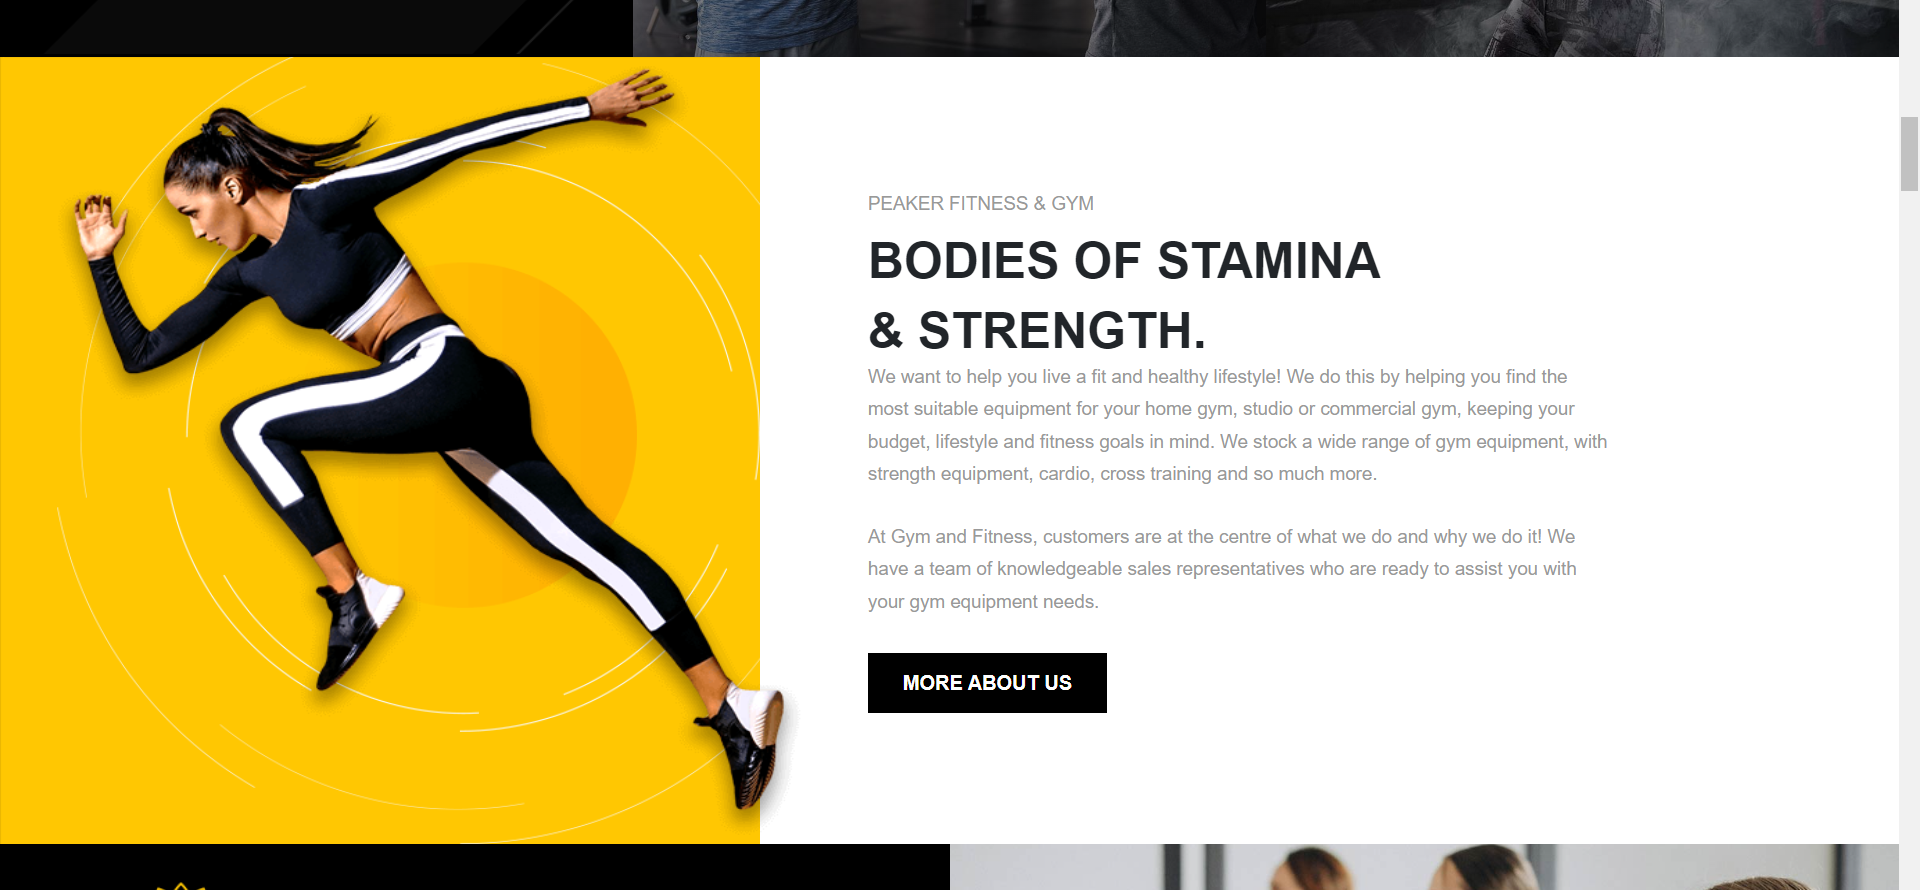 PEAKER FITNESS & GYM
BODIES OF STAMINA
& STRENGTH.
We want to help you live a fit and healthy lifestyle! We do this by helping you find the
most suitable equipment for your home gym, studio or commercial gym, keeping your
budget, lifestyle and fitness goals in mind. We stock a wide range of gym equipment, with
strength equipment, cardio, cross training and so much more.
At Gym and Fitness, customers are at the centre of what we do and why we do it! We
have a team of knowledgeable sales representatives who are ready to assist you with
your gym equipment needs.
MORE ABOUT US